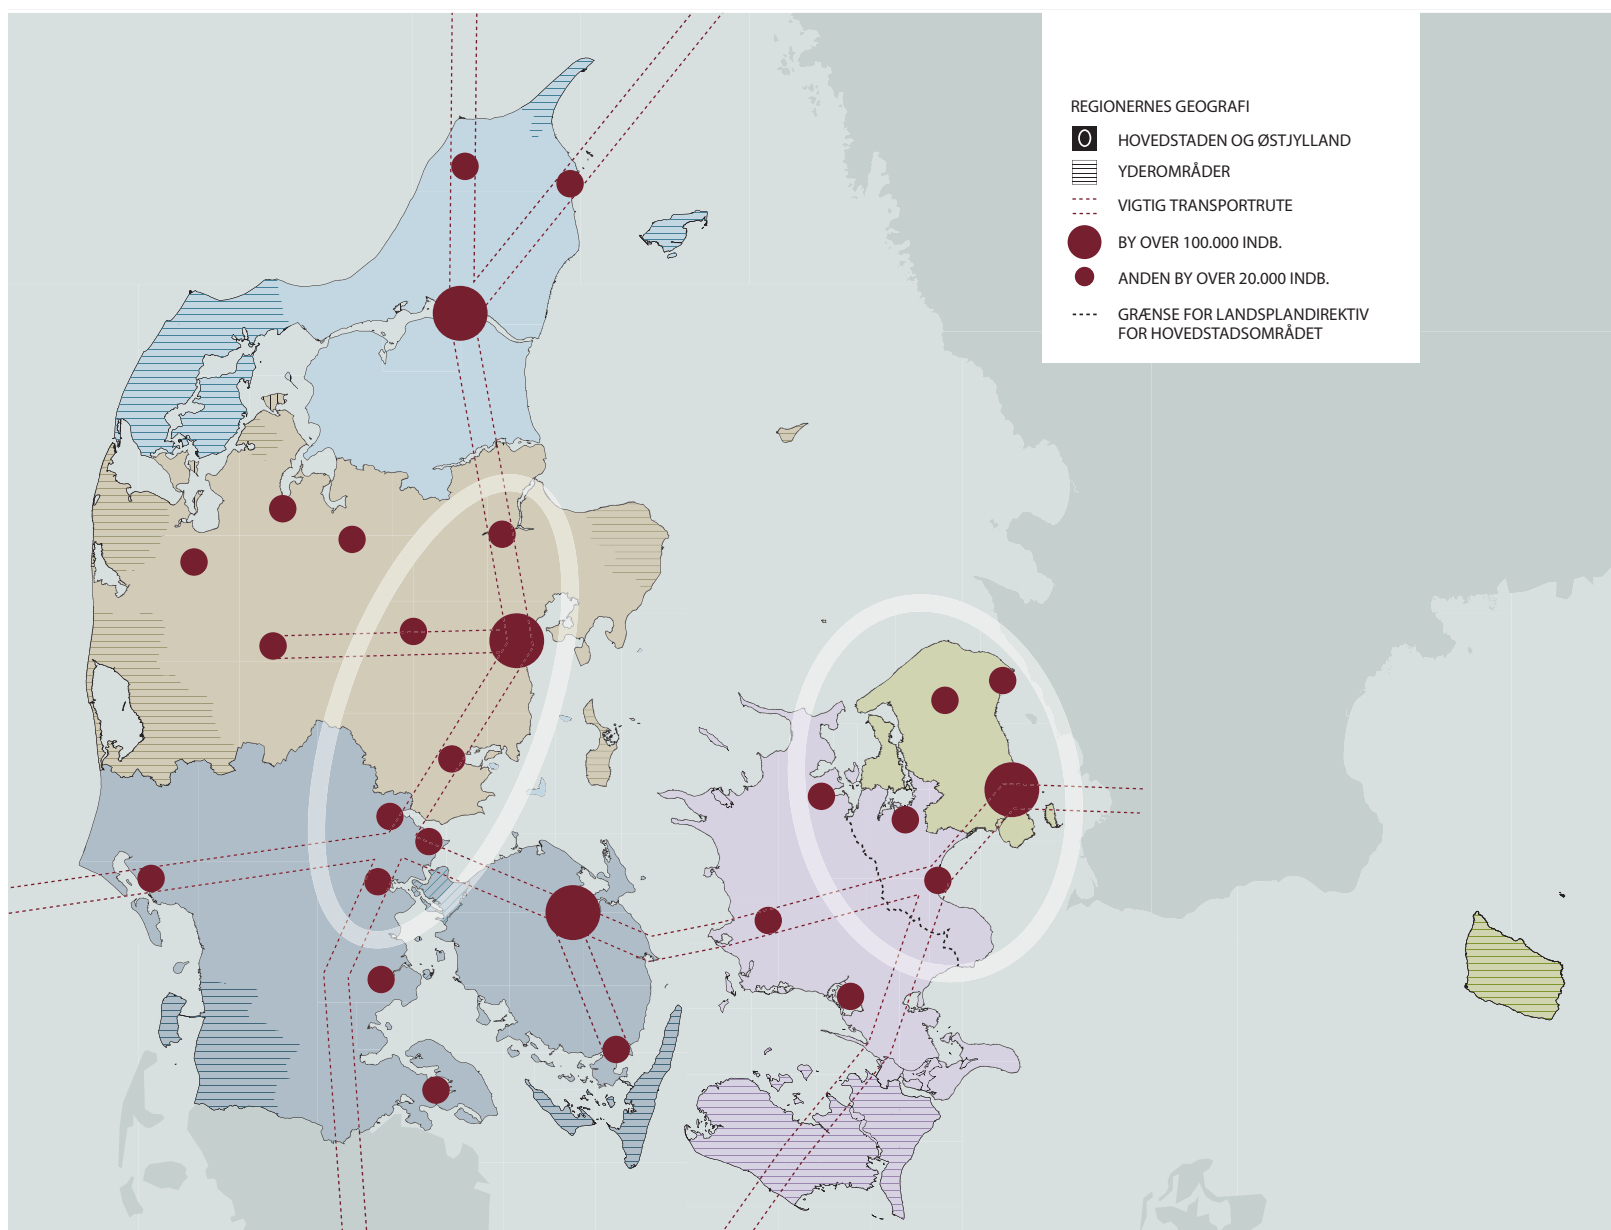 REGIONERNES GEOGRAFI
HOVEDSTADEN OG ØSTJYLLAND
YDEROMRÅDER
VIGTIG TRANSPORTRUTE
BY OVER 100.000 INDB.
ANDEN BY OVER 20.000 INDB.
GRÆNSE FOR LANDSPLANDIREKTIV
FOR HOVEDSTADSOMRÅDET